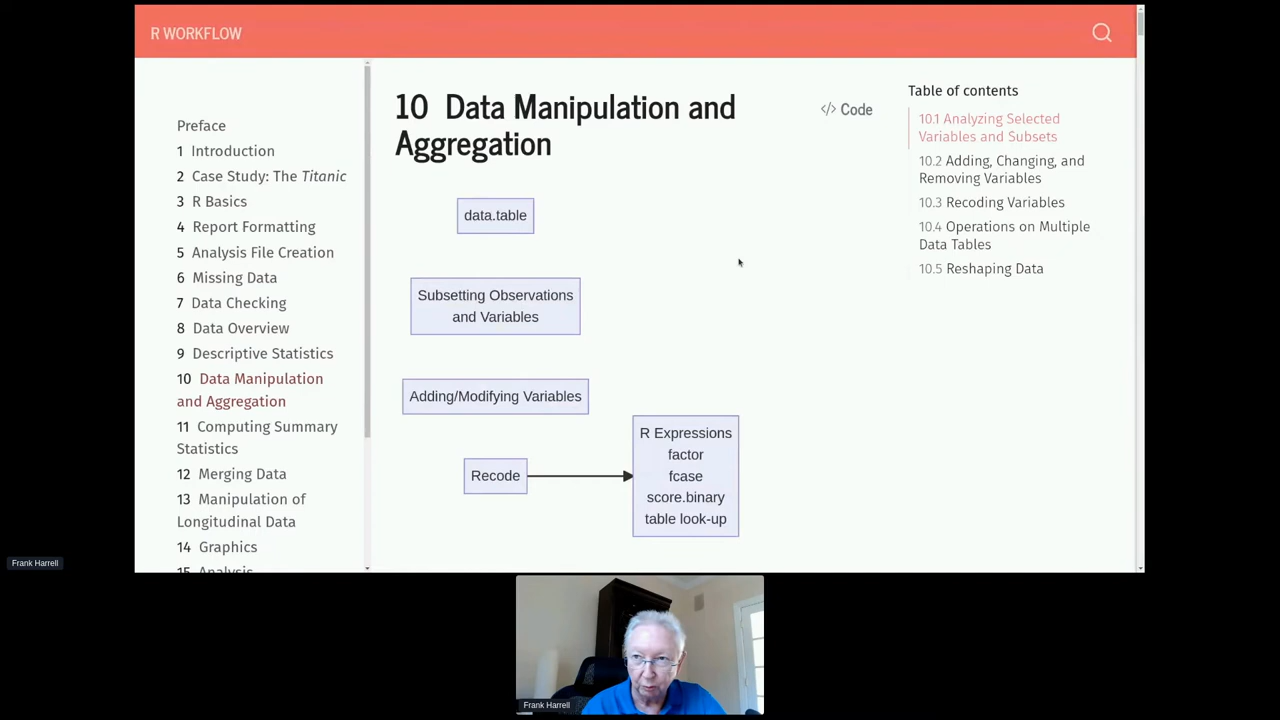 R WORKFLOW
Preface
1 Introduction
2 Case Study: The Titanic
3 R Basics
4 Report Formatting
5 Analysis File Creation
6 Missing Data
7 Data Checking
8 Data Overview
9 Descriptive Statistics
10 Data Manipulation
and Aggregation
11 Computing Summary
Statistics
12 Merging Data
13 Manipulation of
Longitudinal Data
14 Graphics
15 Analysis
10 Data Manipulation and
Aggregation
</> Code
data.table
Subsetting Observations
and Variables
Adding/Modifying Variables
Recode
R Expressions
factor
fcase
score.binary
table look-up
Table of contents
10.1 Analyzing Selected
Variables and Subsets
10.2 Adding, Changing, and
Removing Variables
10.3 Recoding Variables
10.4 Operations on Multiple
Data Tables
10.5 Reshaping Data
Frank Harrell
Frank Harrell